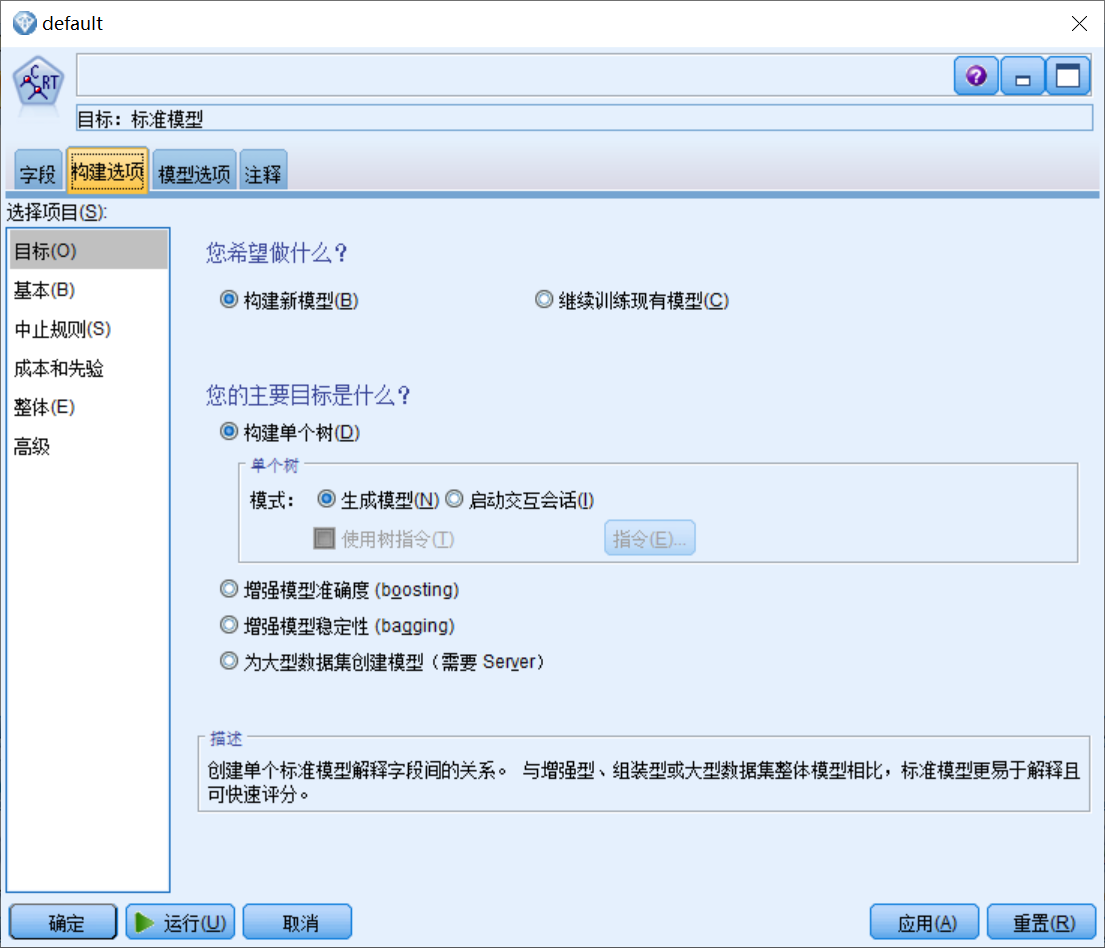 default
C RT
目标：标准模型
字段 构建选项 模型选项 注释
选择项目(S):
目标(O)
基本(B)
中止规则(S)
成本和先验
整体(E)
高级
您希望做什么？
构建新模型(B) 继续训练现有模型(C)
您的主要目标是什么？
构建单个树(D)
单个树
模式： 生成模型(N) 启动交互会话(I)
使用树指令(T) 指令(E)...
增强模型准确度 (boosting)
增强模型稳定性 (bagging)
为大型数据集创建模型（需要 Server）
描述
创建单个标准模型解释字段间的关系。 与增强型、组装型或大型数据集整体模型相比，标准模型更易于解释且
可快速评分。
确定 运行(U) 取消 应用(A) 重置(R)